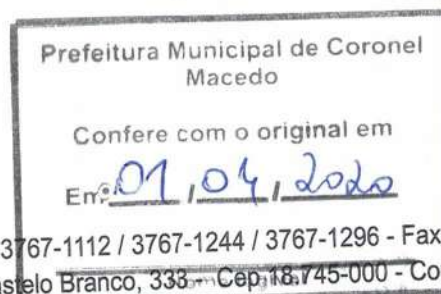 Prefeitura Municipal de Coronel
Macedo
Confere com o original em
Em: 01 / 04 / 2020
3767-1112 / 3767-1244 / 3767-1296 - Fax
stelo Branco, 333 - Cep 18.745-000 - Co